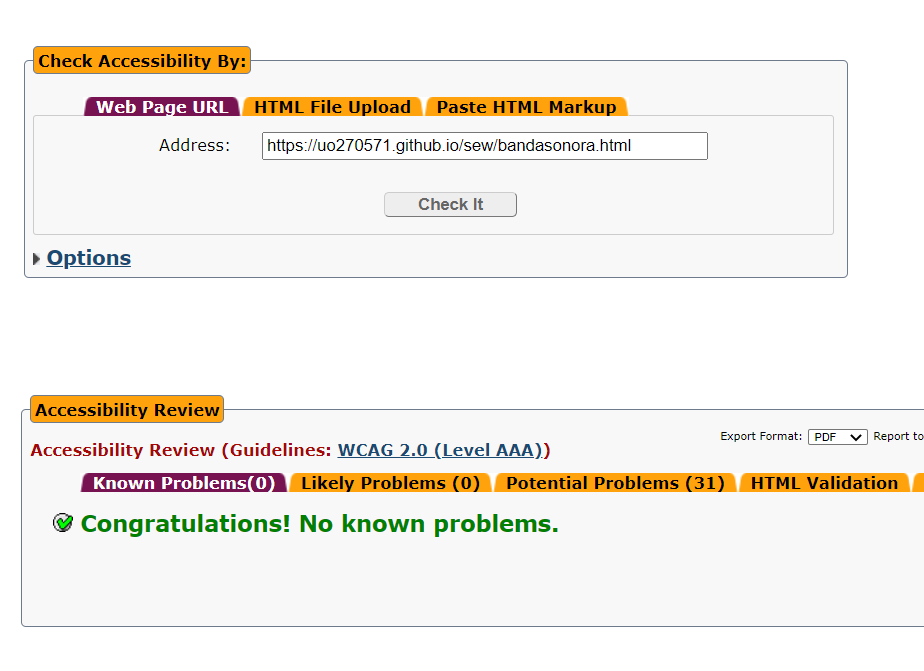 Check Accessibility By:
Web Page URL HTML File Upload Paste HTML Markup
Address: https://uo270571.github.io/sew/bandasonora.html
Check It
Options
Accessibility Review
Export Format: PDF Report to
Accessibility Review (Guidelines: WCAG 2.0 (Level AAA))
Known Problems(0) Likely Problems (0) Potential Problems (31) HTML Validation
Congratulations! No known problems.